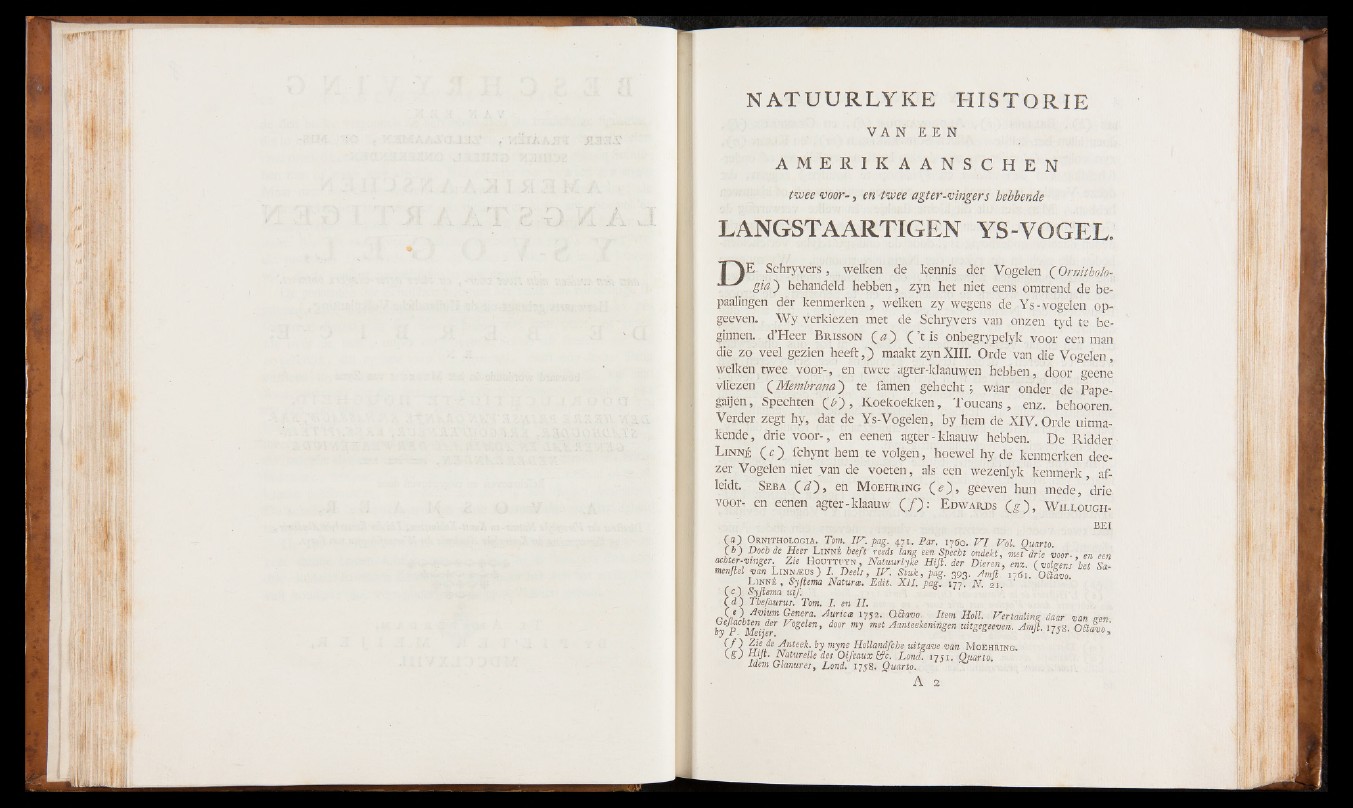 NATUURLYKE HISTORIE
VAN EEN
AMERIKAANSCHEN
twee voor-, en twee agter-vingers hebbende
LANGSTAARTIGEN YS-VOGEL.
DE Schryvers, welken de kennis der Vogelen (Ornitholo-
gia) behandeld hebben, zyn het niet eens omtrend de be-
paalingen der kenmerken, welken zy wegens de Ys-vogelen op-
geeven. Wy verkiezen met de Schryvers van onzen tyd te be-
ginnen. d'Heer BRISSON (a) ('t is onbegrypelyk voor een man
die zo veel gezien heeft,) maakt zyn XIII. Orde van die Vogelen,
welken twee voor-, en twee agter-klaauwen hebben, door geene
vliezen (Membrana) te samen gehecht; waar onder de Pape-
gaijen, Spechten (b), Koekoekken, Toucans, enz. behooren.
Verder zegt hy, dat de Ys-Vogelen, by hem de XIV. Orde uitma-
kende, drie voor-, en eenen agter-klaauw hebben. De Ridder
LINNÉ (c) schynt hem te volgen, hoewel hy de kenmerken dee-
zer Vogelen niet van de voeten, als een wezenlyk kenmerk, af-
leidt. SEBA (d), en MOEHRING (e), geeven hun mede, drie
voor- en eenen agter-klaauw (f): EDWARDS (g), WILLOUGH-
BEI
(a) ORNITHOLOGIA. Tom. IV. pag. 471. Par. 1760. VI Vol. Quarto.
(b) Doch de Heer LINNÉ heeft reeds lang een Specht ondekt, met drie voor-, en een
achter-vinger. Zie HOUTTUYN, Natuurlyke Hist. der Dieren, enz. (volgens het Sa-
menstel van LINNÆUS) I. Deels, IV. Stuk, pag. 393. Amst. 1761. Octavo.
LINNÉ, Systema Naturæ. Edit. XII. pag. 177. N. 21.
(c) Systema uts.
(d) Thesaurus. Tom. I. en II.
(e) Avium Genera. Auricæ 1752. Octavo. Item Holl. Vertaaling daar van gen.
Geslachten der Vogelen, door my met Aanteekeningen uitgegeeven. Amst. 1758. Octavo,
by P. Meijer.
(f) Zie de Anteek. by myne Hollandsche uitgave van MOEHRING.
(g) Hist. Naturelle des Oiseaux &c. Lond. 1751. Quarto.
Idem Glanures, Lond. 1758. Quarto.
A 2